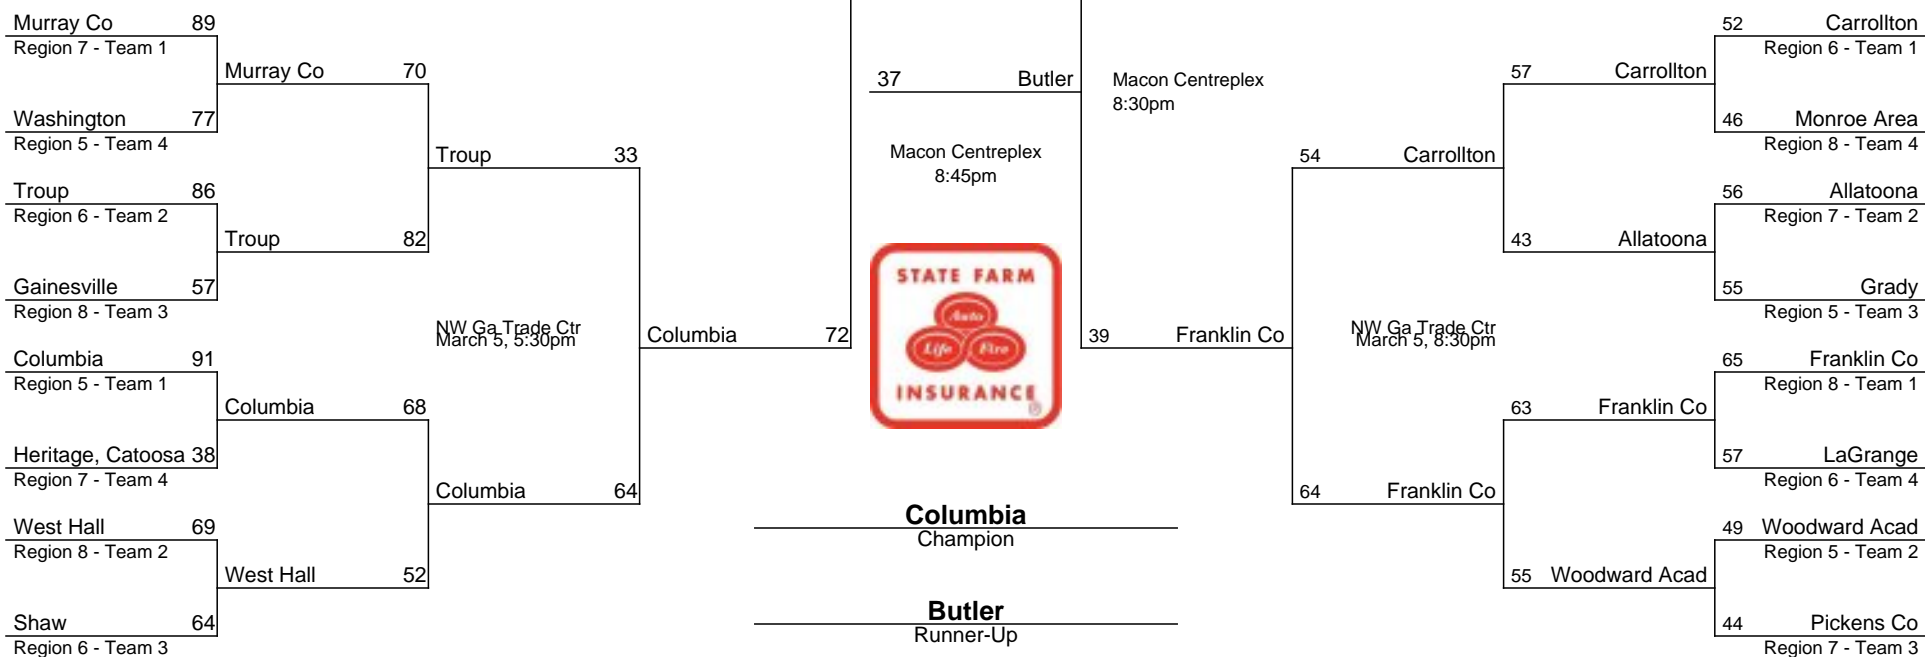 Murray Co 89
Region 7 - Team 1
Murray Co 70
Washington 77
Region 5 - Team 4
Troup 33
Troup 86
Region 6 - Team 2
Troup 82
Gainesville 57
Region 8 - Team 3
NW Ga Trade Ctr
March 5, 5:30pm
Columbia 72
Columbia 91
Region 5 - Team 1
Columbia 68
Heritage, Catoosa 38
Region 7 - Team 4
Columbia 64
West Hall 69
Region 8 - Team 2
West Hall 52
Shaw 64
Region 6 - Team 3
37 Butler
Macon Centreplex
8:45pm
Macon Centreplex
8:30pm
STATE FARM
Auto
Life Fire
INSURANCE
®
Columbia
Champion
Butler
Runner-Up
52 Carrollton
Region 6 - Team 1
57 Carrollton
46 Monroe Area
Region 8 - Team 4
54 Carrollton
56 Allatoona
Region 7 - Team 2
43 Allatoona
55 Grady
Region 5 - Team 3
NW Ga Trade Ctr
March 5, 8:30pm
39 Franklin Co
65 Franklin Co
Region 8 - Team 1
63 Franklin Co
57 LaGrange
Region 6 - Team 4
64 Franklin Co
49 Woodward Acad
Region 5 - Team 2
55 Woodward Acad
44 Pickens Co
Region 7 - Team 3